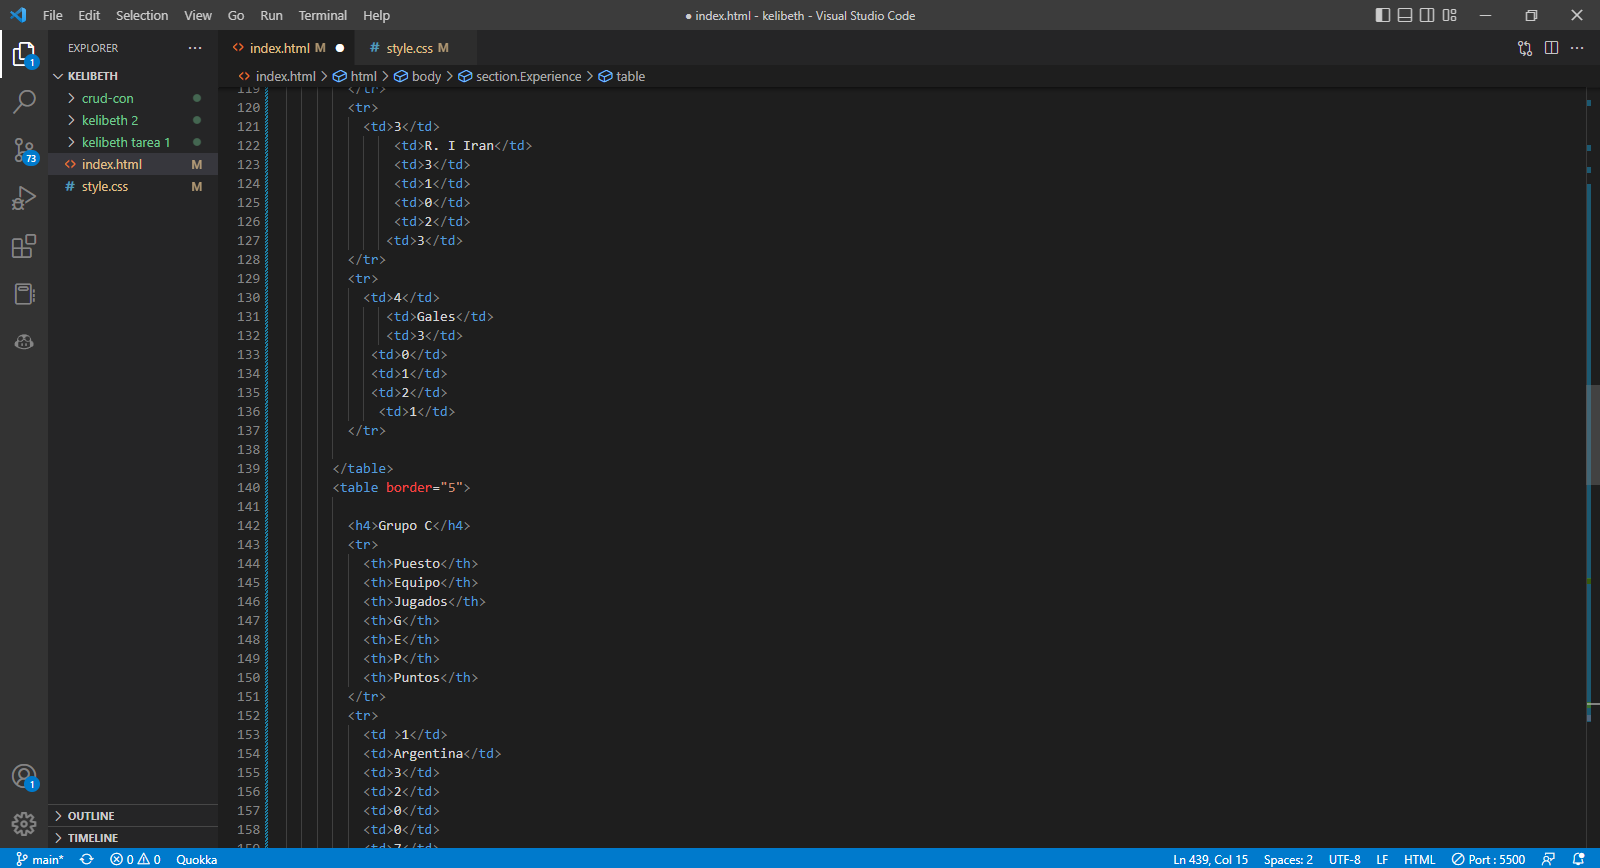 File Edit Selection View Go Run Terminal Help
● index.html - kelibeth - Visual Studio Code
EXPLORER
index.html M
style.css M
index.html > html > body > section.Experience > table
KELIBETH
crud-con
kelibeth 2
kelibeth tarea 1
index.html M
style.css M
1
73
1
OUTLINE
TIMELINE
119 </tr>
120 <tr>
121 <td>3</td>
122 <td>R. I Iran</td>
123 <td>3</td>
124 <td>1</td>
125 <td>0</td>
126 <td>2</td>
127 <td>3</td>
128 </tr>
129 <tr>
130 <td>4</td>
131 <td>Gales</td>
132 <td>3</td>
133 <td>0</td>
134 <td>1</td>
135 <td>2</td>
136 <td>1</td>
137 </tr>
138
139 </table>
140 <table border="5">
141
142 <h4>Grupo C</h4>
143 <tr>
144 <th>Puesto</th>
145 <th>Equipo</th>
146 <th>Jugados</th>
147 <th>G</th>
148 <th>E</th>
149 <th>P</th>
150 <th>Puntos</th>
151 </tr>
152 <tr>
153 <td >1</td>
154 <td>Argentina</td>
155 <td>3</td>
156 <td>2</td>
157 <td>0</td>
158 <td>0</td>
159 <td>7</td>
main* 0 0 Quokka
Ln 439, Col 15 Spaces: 2 UTF-8 LF HTML Port : 5500